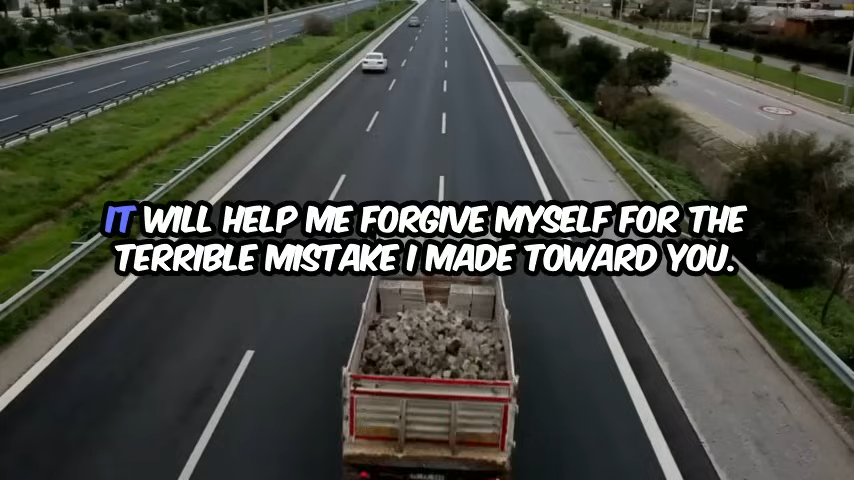 IT WILL HELP ME FORGIVE MYSELF FOR THE
TERRIBLE MISTAKE I MADE TOWARD YOU.